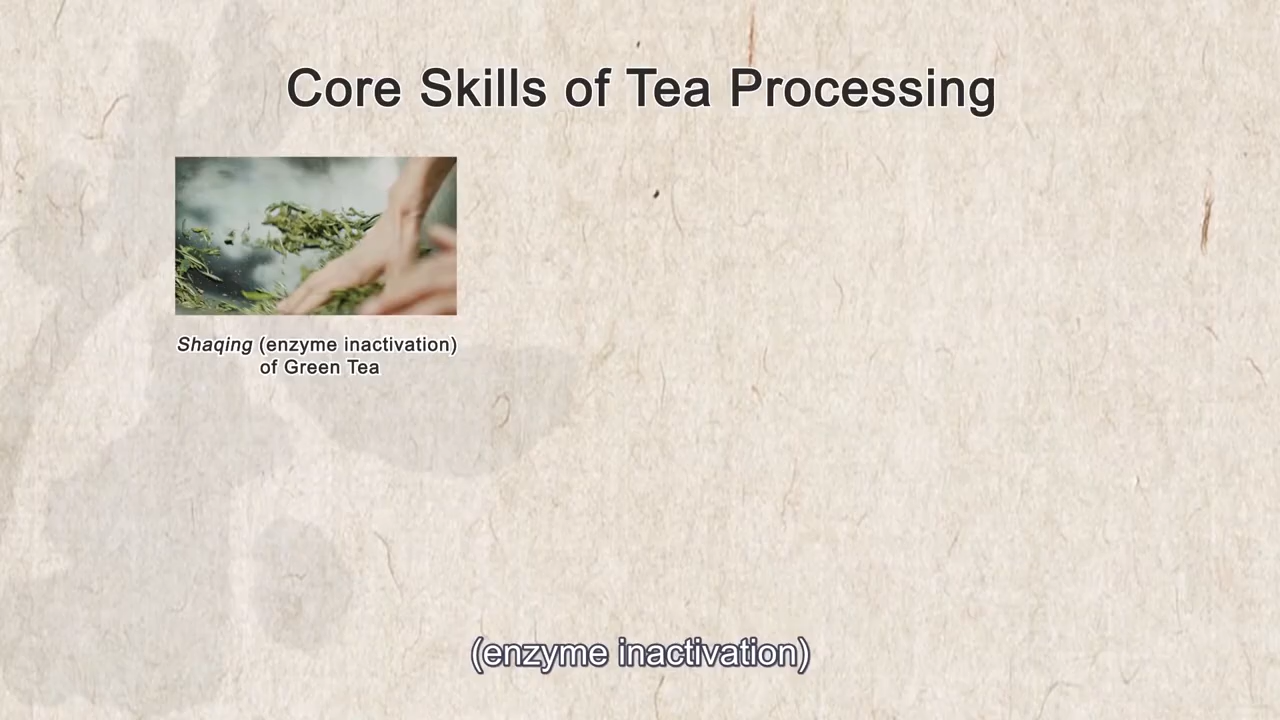 Core Skills of Tea Processing
Shaqing (enzyme inactivation)
of Green Tea
(enzyme inactivation)